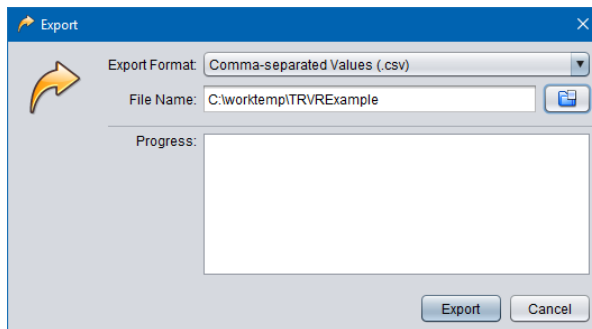 Export
Export Format: Comma-separated Values (.csv)
File Name: C:\worktemp\TRVRExample
Progress:
Export Cancel